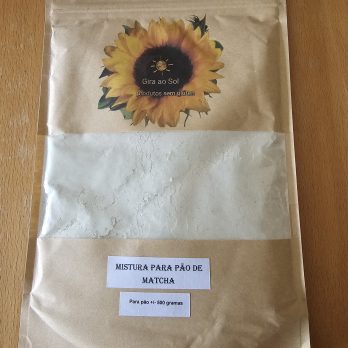 Gira ao Sol
produtos sem glúten
MISTURA PARA PÃO DE
MATCHA
Para pão +/- 500 gramas